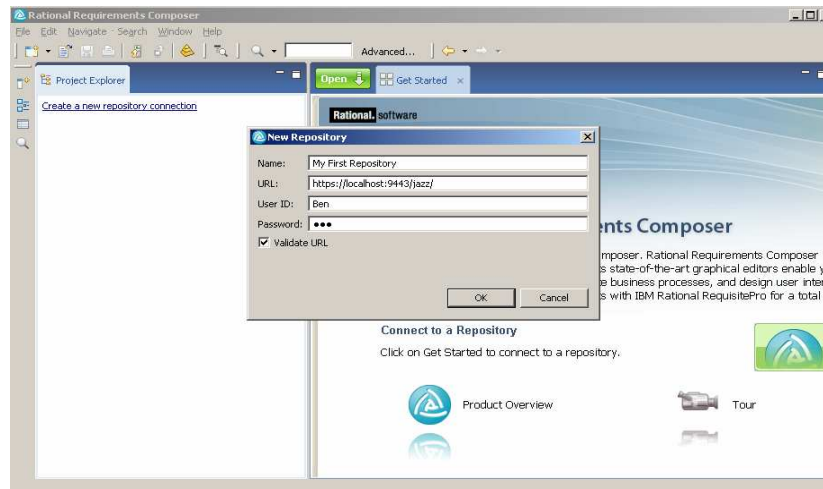 Rational Requirements Composer
File Edit Navigate Search Window Help
Advanced...
Project Explorer
Create a new repository connection
Open
Get Started
Rational. software
New Repository
Name: My First Repository
URL: https://localhost:9443/jazz/
User ID: Ben
Password: •••
Validate URL
OK Cancel
nts Composer
mposer. Rational Requirements Composer
s state-of-the-art graphical editors enable
business processes, and design user
s with IBM Rational RequisitePro for a total
Connect to a Repository
Click on Get Started to connect to a repository.
Product Overview
Tour